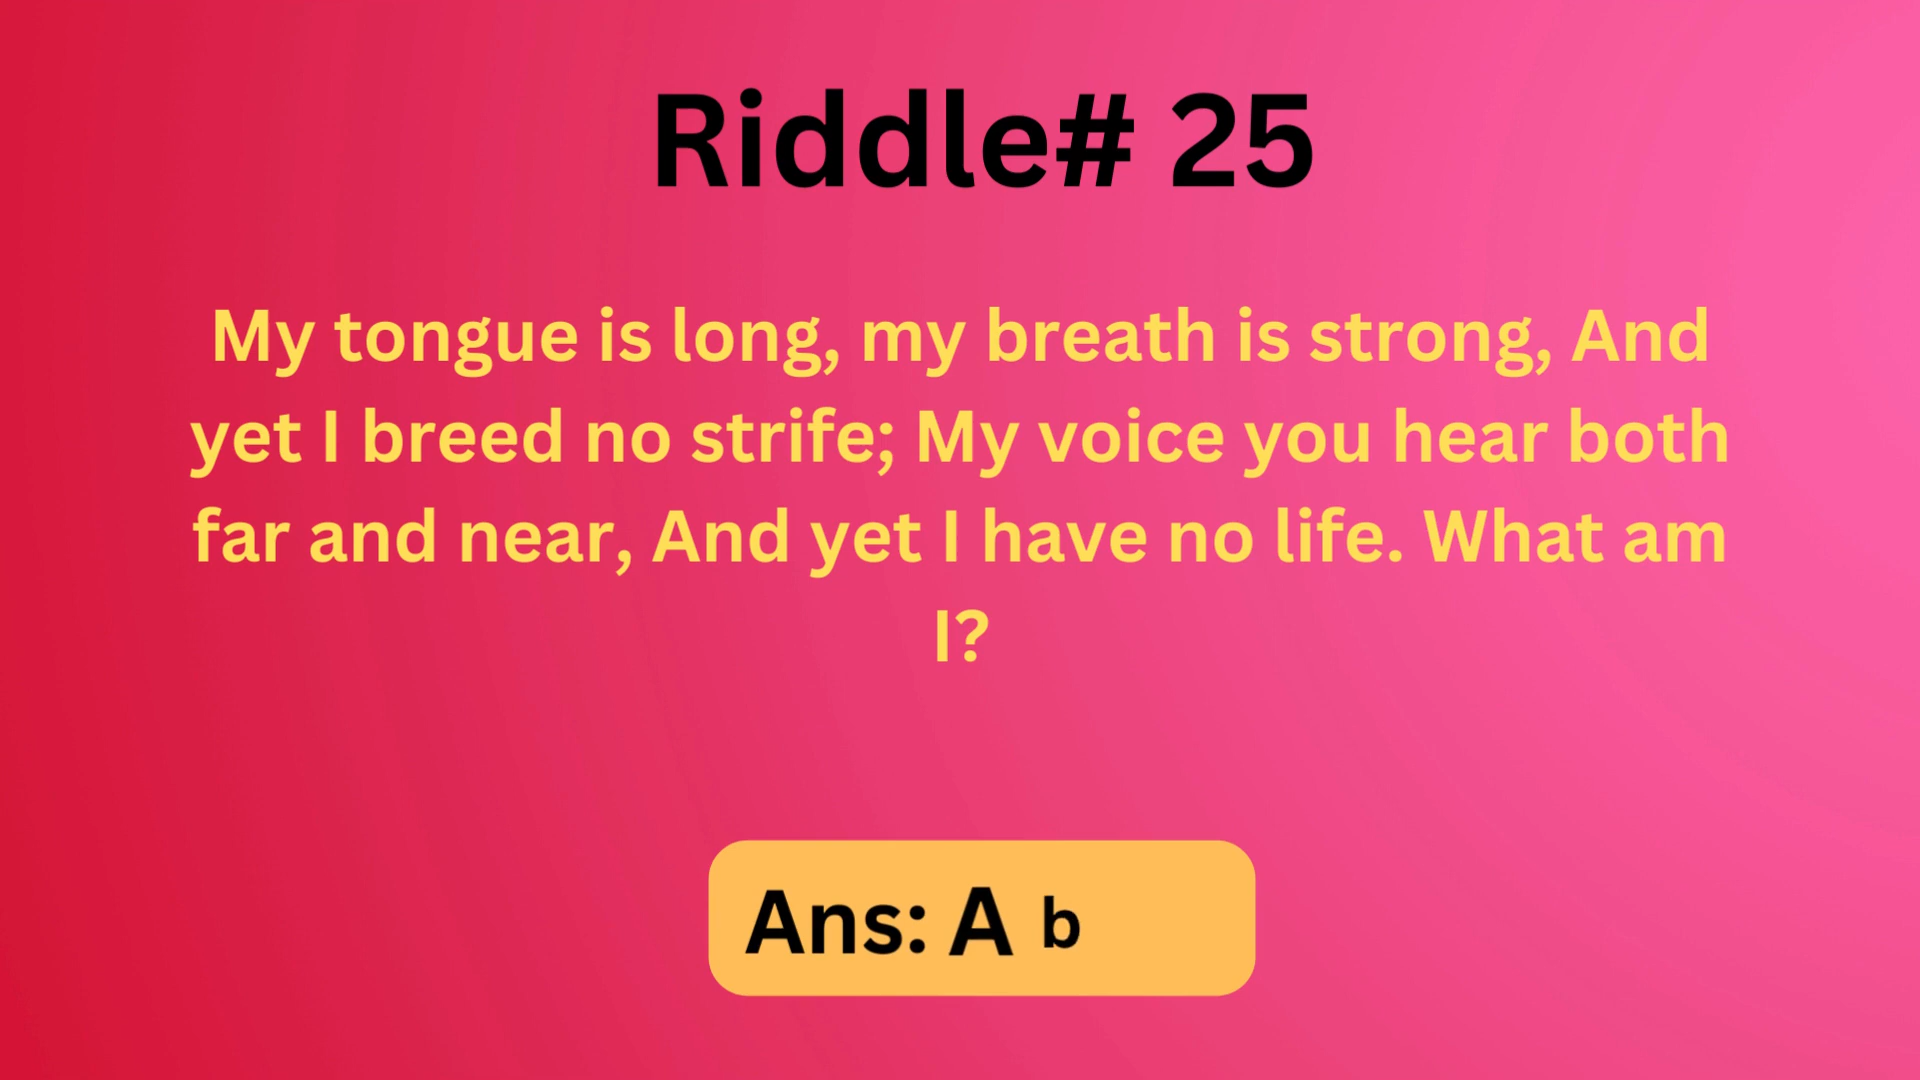 Riddle# 25
My tongue is long, my breath is strong, And
yet I breed no strife; My voice you hear both
far and near, And yet I have no life. What am
I?
Ans: A b